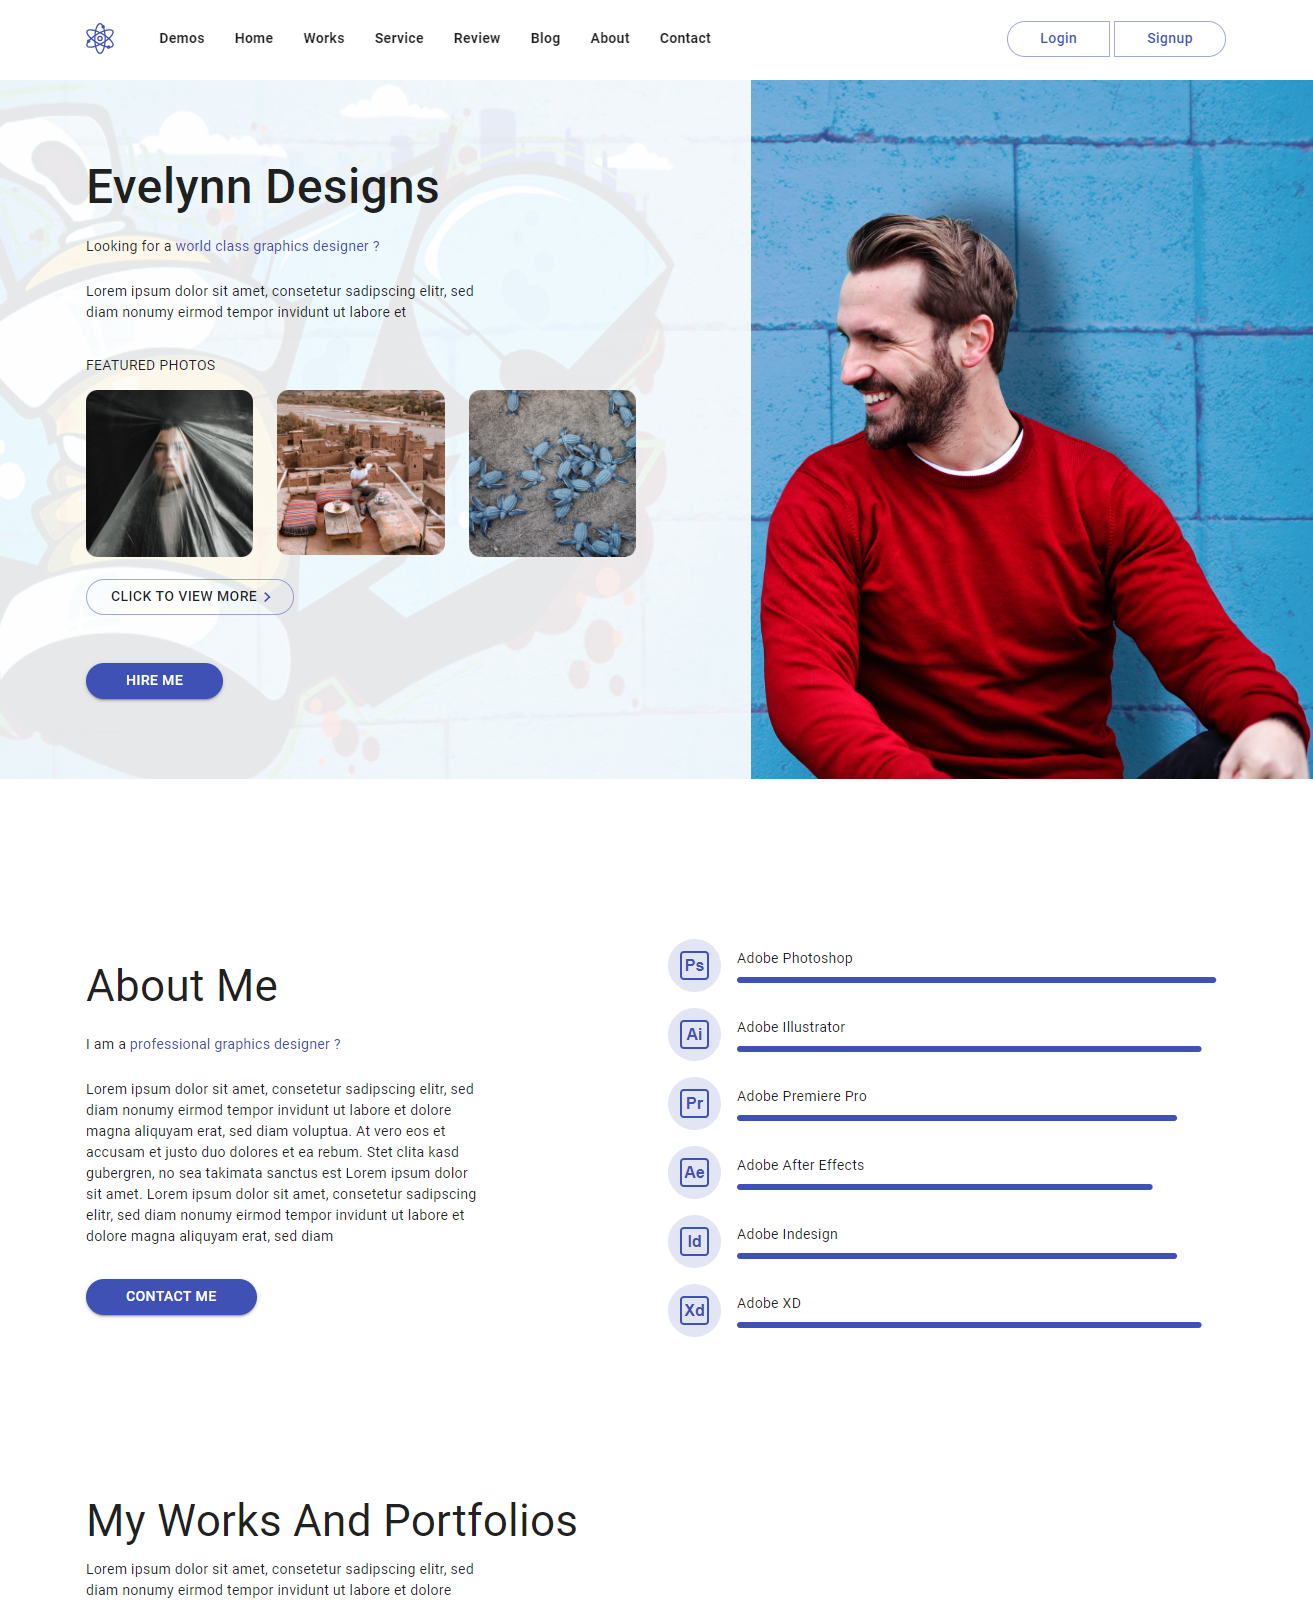 Demos Home Works Service Review Blog About Contact Login Signup
Evelynn Designs
Looking for a world class graphics designer ?
Lorem ipsum dolor sit amet, consetetur sadipscing elitr, sed
diam nonumy eirmod tempor invidunt ut labore et
FEATURED PHOTOS
CLICK TO VIEW MORE
HIRE ME
About Me
I am a professional graphics designer ?
Lorem ipsum dolor sit amet, consetetur sadipscing elitr, sed
diam nonumy eirmod tempor invidunt ut labore et dolore
magna aliquyam erat, sed diam voluptua. At vero eos et
accusam et justo duo dolores et ea rebum. Stet clita kasd
gubergren, no sea takimata sanctus est Lorem ipsum dolor
sit amet. Lorem ipsum dolor sit amet, consetetur sadipscing
elitr, sed diam nonumy eirmod tempor invidunt ut labore et
dolore magna aliquyam erat, sed diam
CONTACT ME
Ps Adobe Photoshop
Ai Adobe Illustrator
Pr Adobe Premiere Pro
Ae Adobe After Effects
Id Adobe Indesign
Xd Adobe XD
My Works And Portfolios
Lorem ipsum dolor sit amet, consetetur sadipscing elitr, sed
diam nonumy eirmod tempor invidunt ut labore et dolore